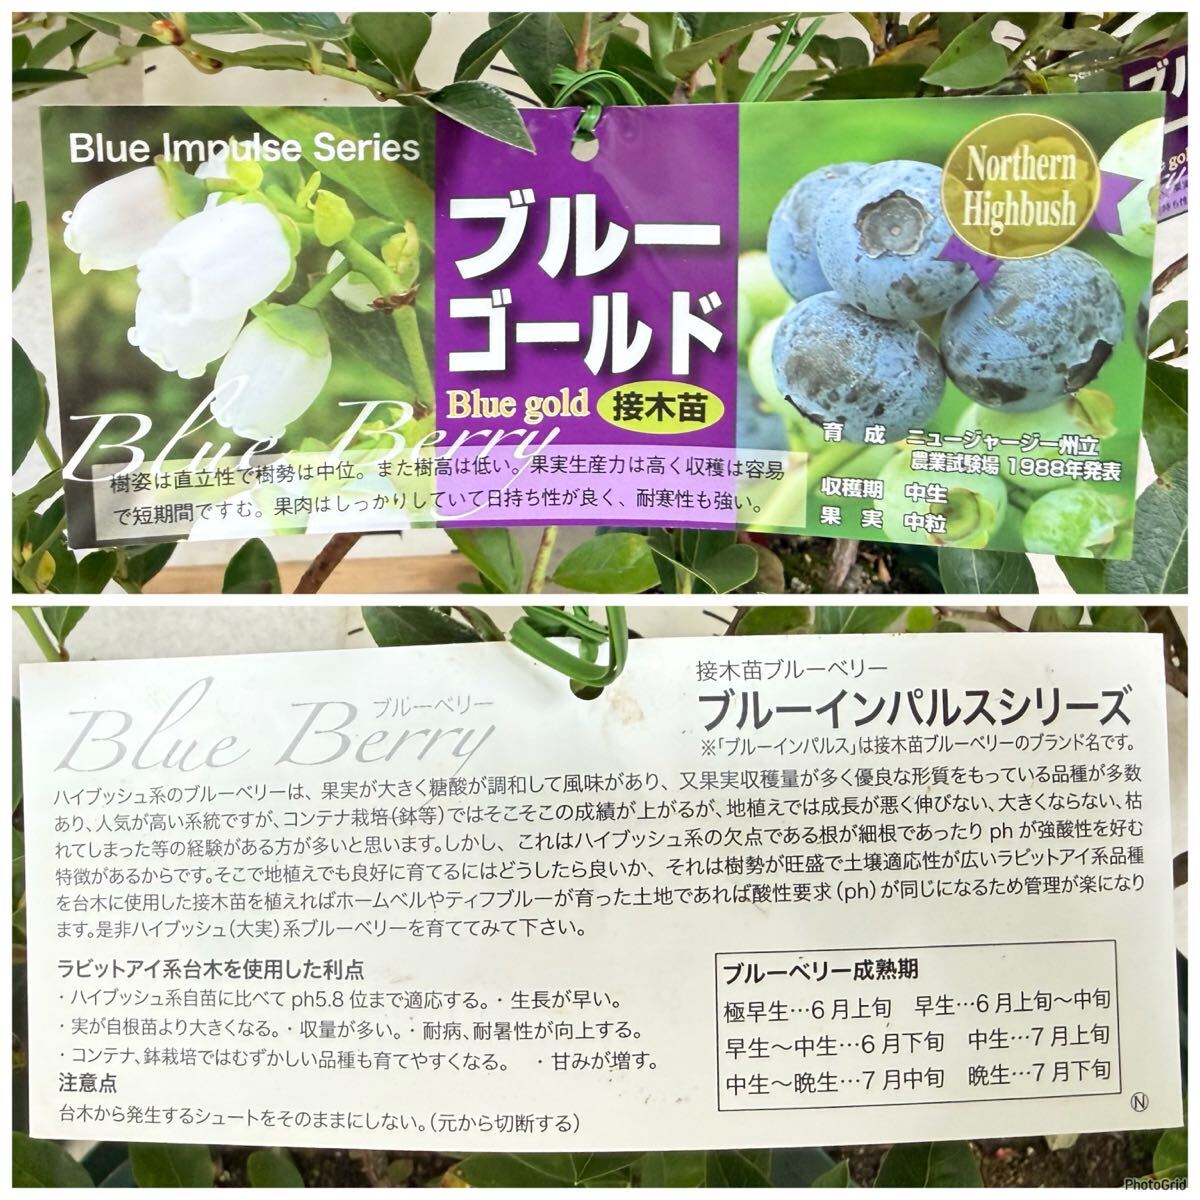 Blue Impulse Series
ブルー
ゴールド
Blue gold 接木苗
Northern
Highbush
Blue Berry
樹姿は直立性で樹勢は中位。また樹高は低い。果実生産力は高く収穫は容易
で短期間ですむ。果肉はしっかりしていて日持ち性が良く、耐寒性も強い。
育 成 ニュージャージー州立
農業試験場 1988年発表
収穫期 中生
果 実 中粒
Blue Berry
ブルーベリー
接木苗ブルーベリー
ブルーインパルスシリーズ
※「ブルーインパルス」は接木苗ブルーベリーのブランド名です。
ハイブッシュ系のブルーベリーは、果実が大きく糖酸が調和して風味があり、又果実収穫量が多く優良な形質をもっている品種が多数
あり、人気が高い系統ですが、コンテナ栽培(鉢等)ではそこそこの成績が上がるが、地植えでは成長が悪く伸びない、大きくならない、枯
れてしまった等の経験がある方が多いと思います。しかし、これはハイブッシュ系の欠点である根が細根であったりphが強酸性を好む
特徴があるからです。そこで地植えでも良好に育てるにはどうしたら良いか、それは樹勢が旺盛で土壌適応性が広いラビットアイ系品種
を台木に使用した接木苗を植えればホームベルやティフブルーが育った土地であれば酸性要求(ph)が同じになるため管理が楽になり
ます。是非ハイブッシュ(大実)系ブルーベリーを育ててみて下さい。
ラビットアイ系台木を使用した利点
・ハイブッシュ系自苗に比べてph5.8位まで適応する。・生長が早い。
・実が自根苗より大きくなる。・収量が多い。・耐病、耐暑性が向上する。
・コンテナ、鉢栽培ではむずかしい品種も育てやすくなる。 ・甘みが増す。
注意点
台木から発生するシュートをそのままにしない。(元から切断する)
ブルーベリー成熟期
極早生…6月上旬 早生…6月上旬〜中旬
早生〜中生…6月下旬 中生…7月上旬
中生〜晩生…7月中旬 晩生…7月下旬
Ⓝ
PhotoGrid